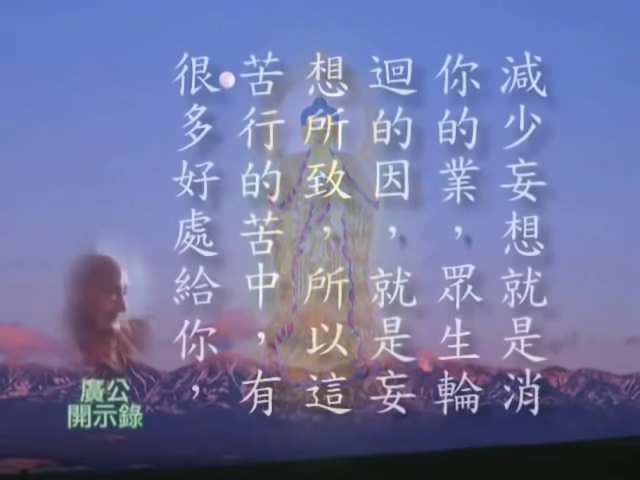 減少妄想就是消
你的業，眾生輪
迴的因，就是妄
想所致，所以這
苦行的苦中，有
很多好處給你，
廣公
開示錄